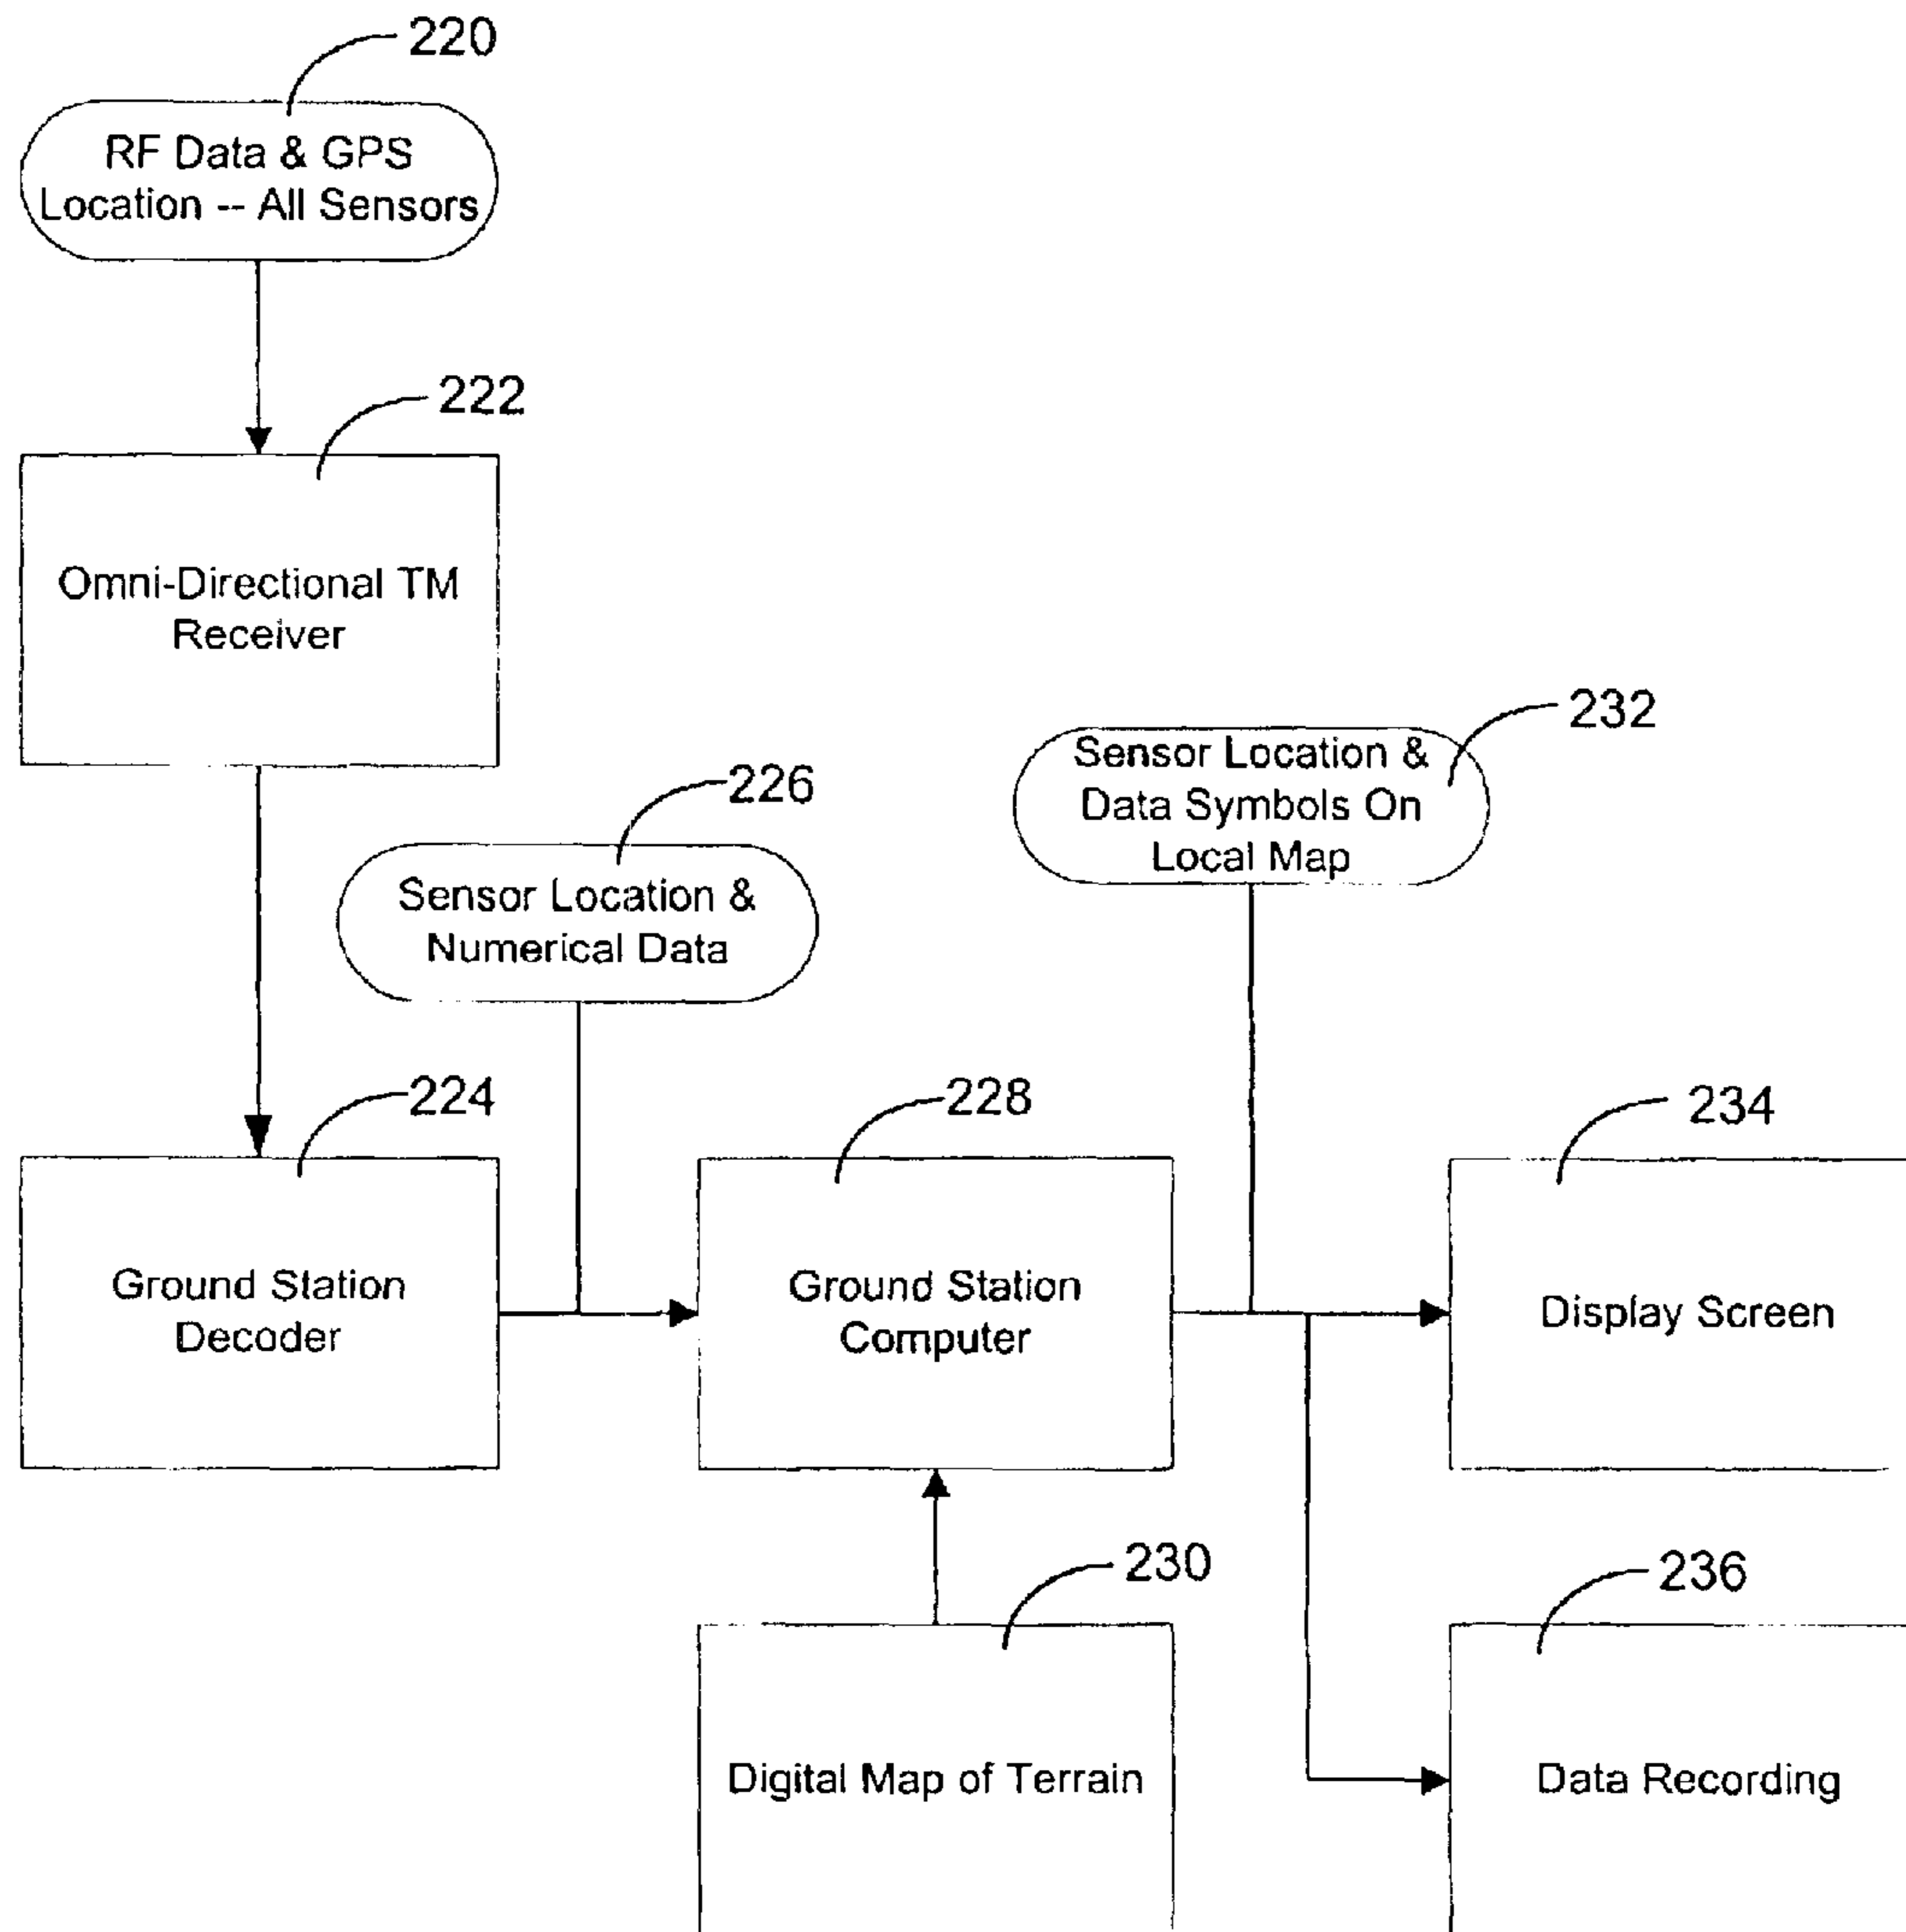 220
RF Data & GPS
Location -- All Sensors
222
Omni-Directional TM
Receiver
232
Sensor Location &
Data Symbols On
Local Map
226
Sensor Location &
Numerical Data
224
228
234
Ground Station
Decoder
Ground Station
Computer
Display Screen
230
236
Digital Map of Terrain
Data Recording